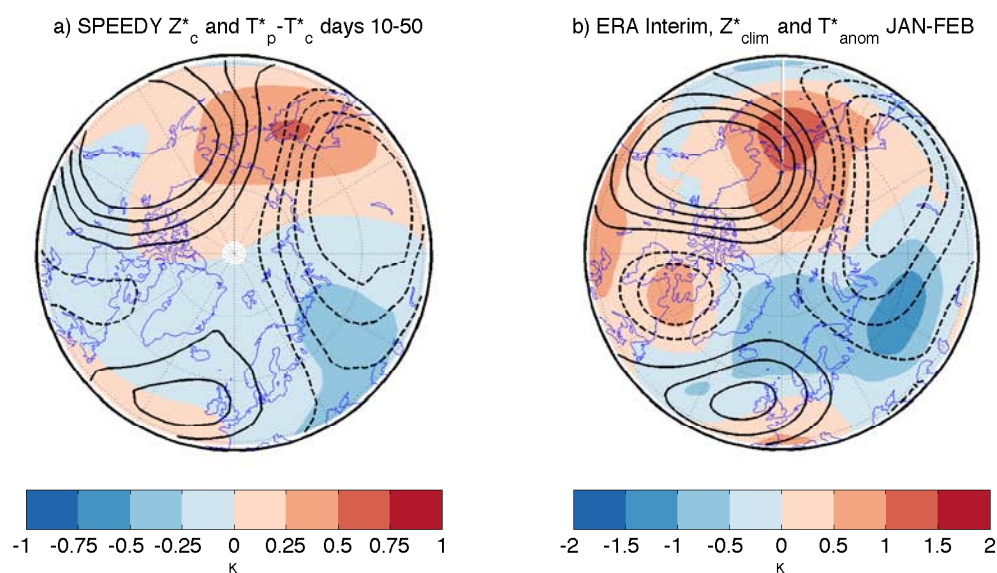 a) SPEEDY Z*c and T*p-T*c days 10-50
b) ERA Interim, Z*clim and T*anom JAN-FEB
-1 -0.75 -0.5 -0.25 0 0.25 0.5 0.75 1
K
-2 -1.5 -1 -0.5 0 0.5 1 1.5 2
K